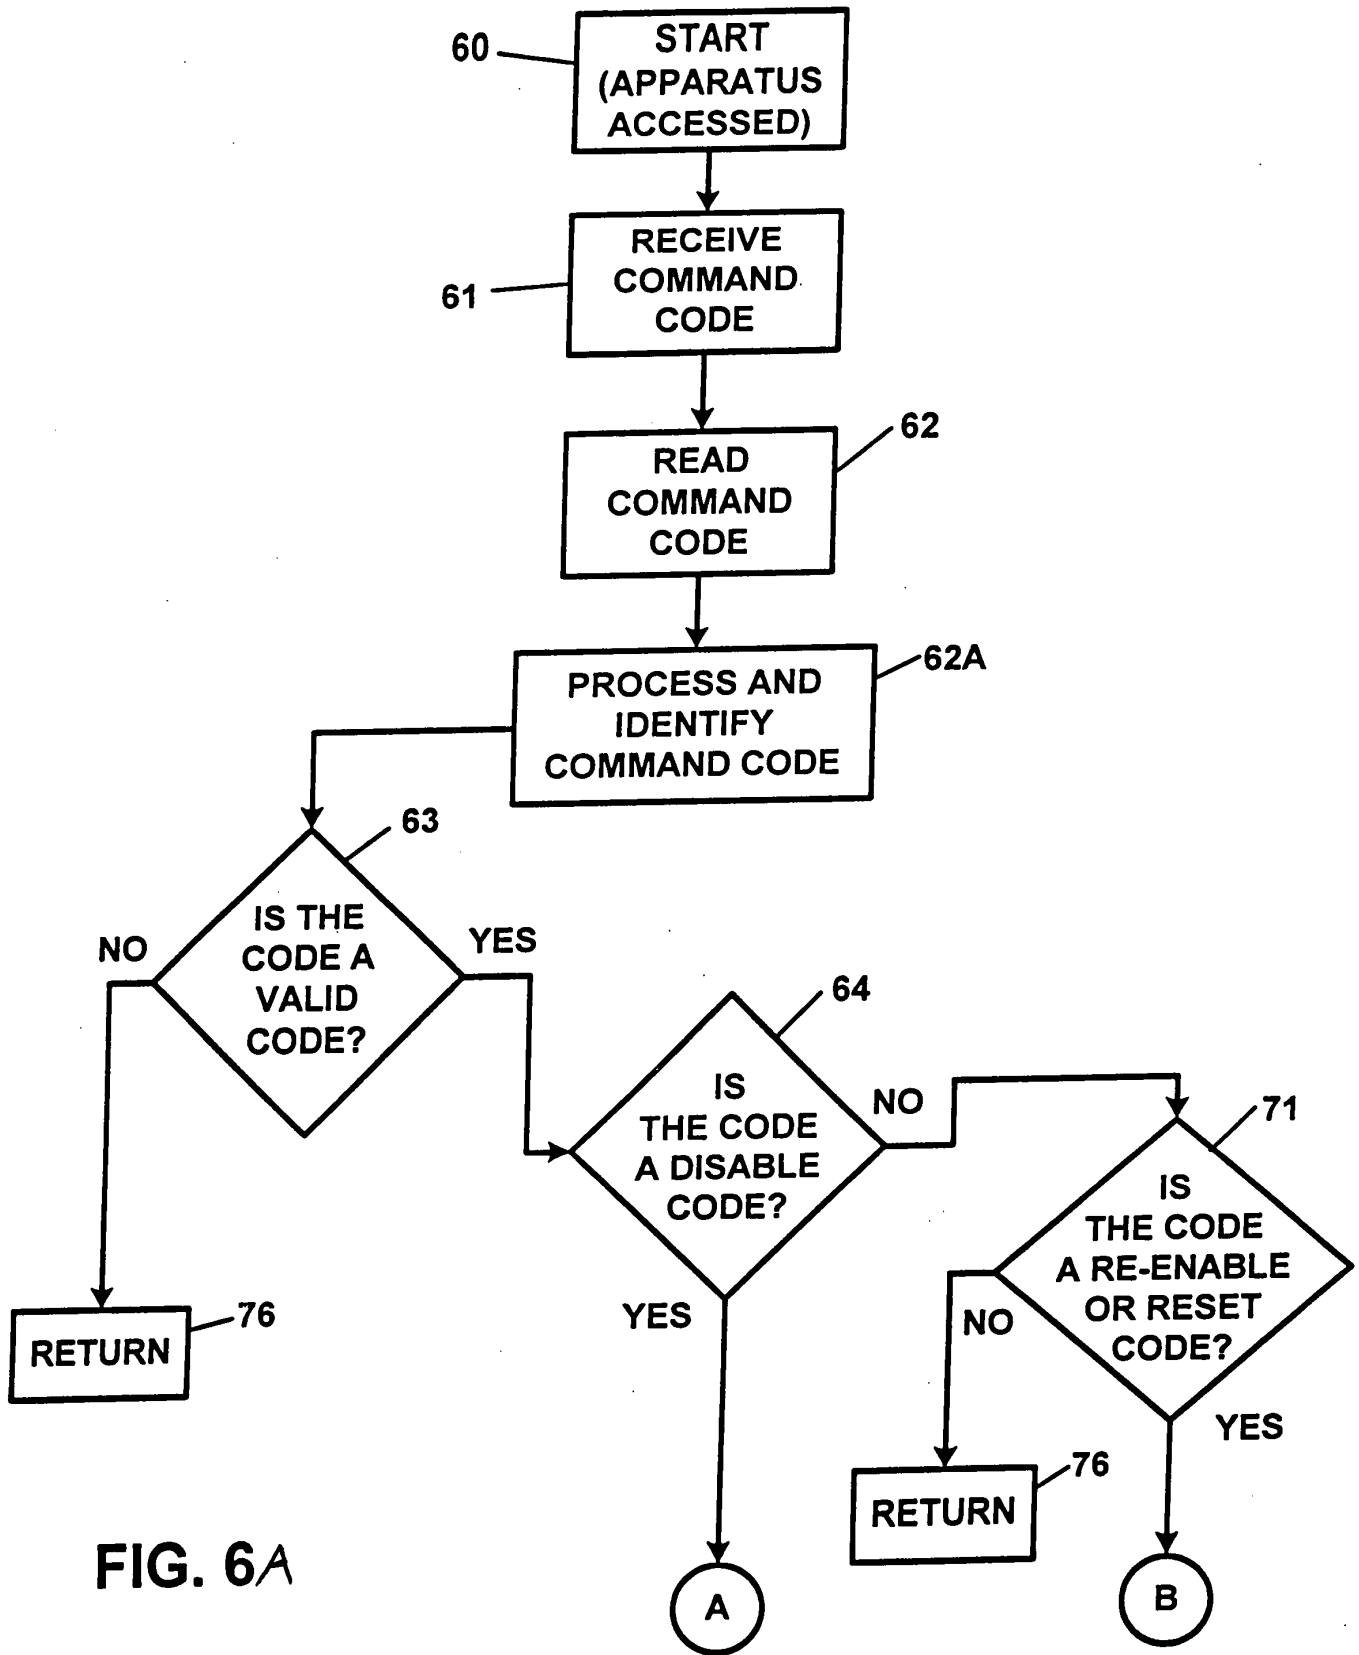 60
START
(APPARATUS
ACCESSED)
61
RECEIVE
COMMAND
CODE
62
READ
COMMAND
CODE
62A
PROCESS AND
IDENTIFY
COMMAND CODE
63
IS THE
CODE A
VALID
CODE?
NO
YES
64
IS
THE CODE
A DISABLE
CODE?
NO
YES
71
IS
THE CODE
A RE-ENABLE
OR RESET
CODE?
NO
YES
76
RETURN
76
RETURN
A
B
FIG. 6A